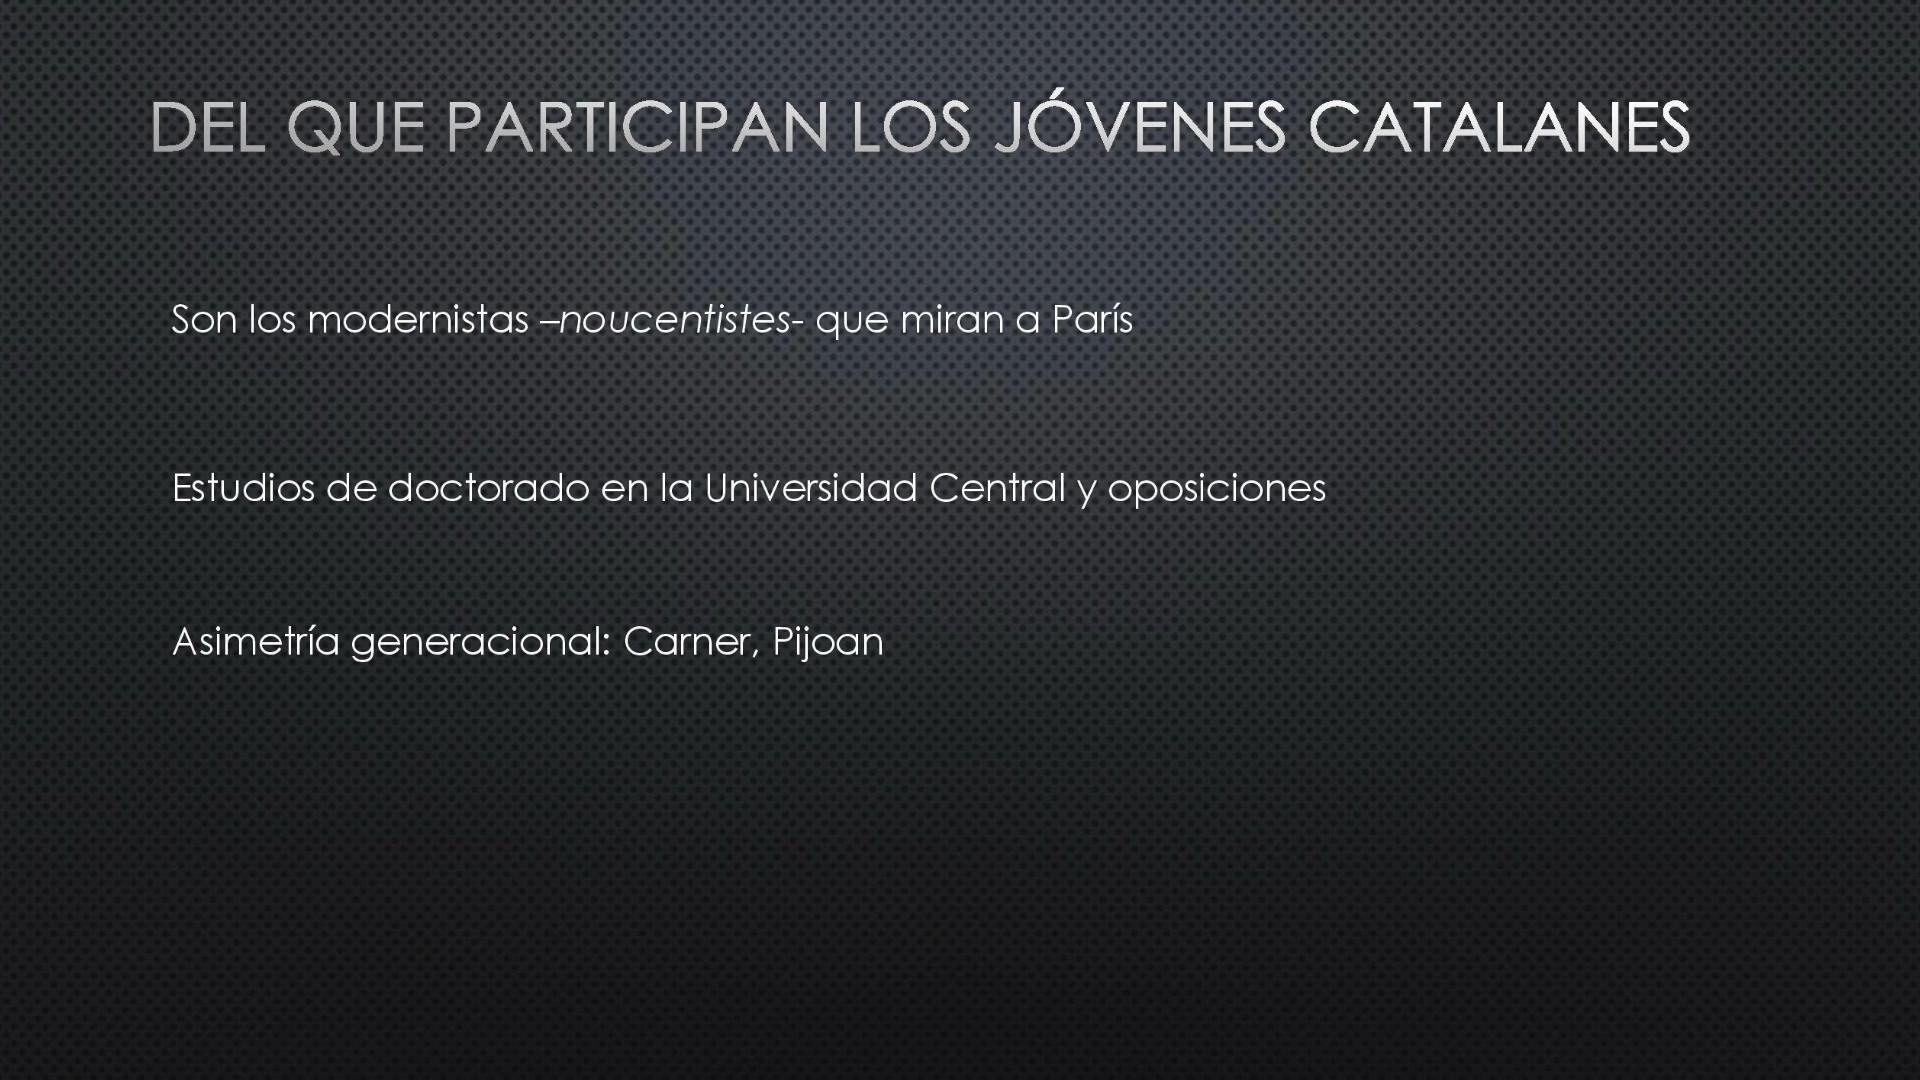 DEL QUE PARTICIPAN LOS JÓVENES CATALANES
Son los modernistas –noucentistes- que miran a París
Estudios de doctorado en la Universidad Central y oposiciones
Asimetría generacional: Carner, Pijoan